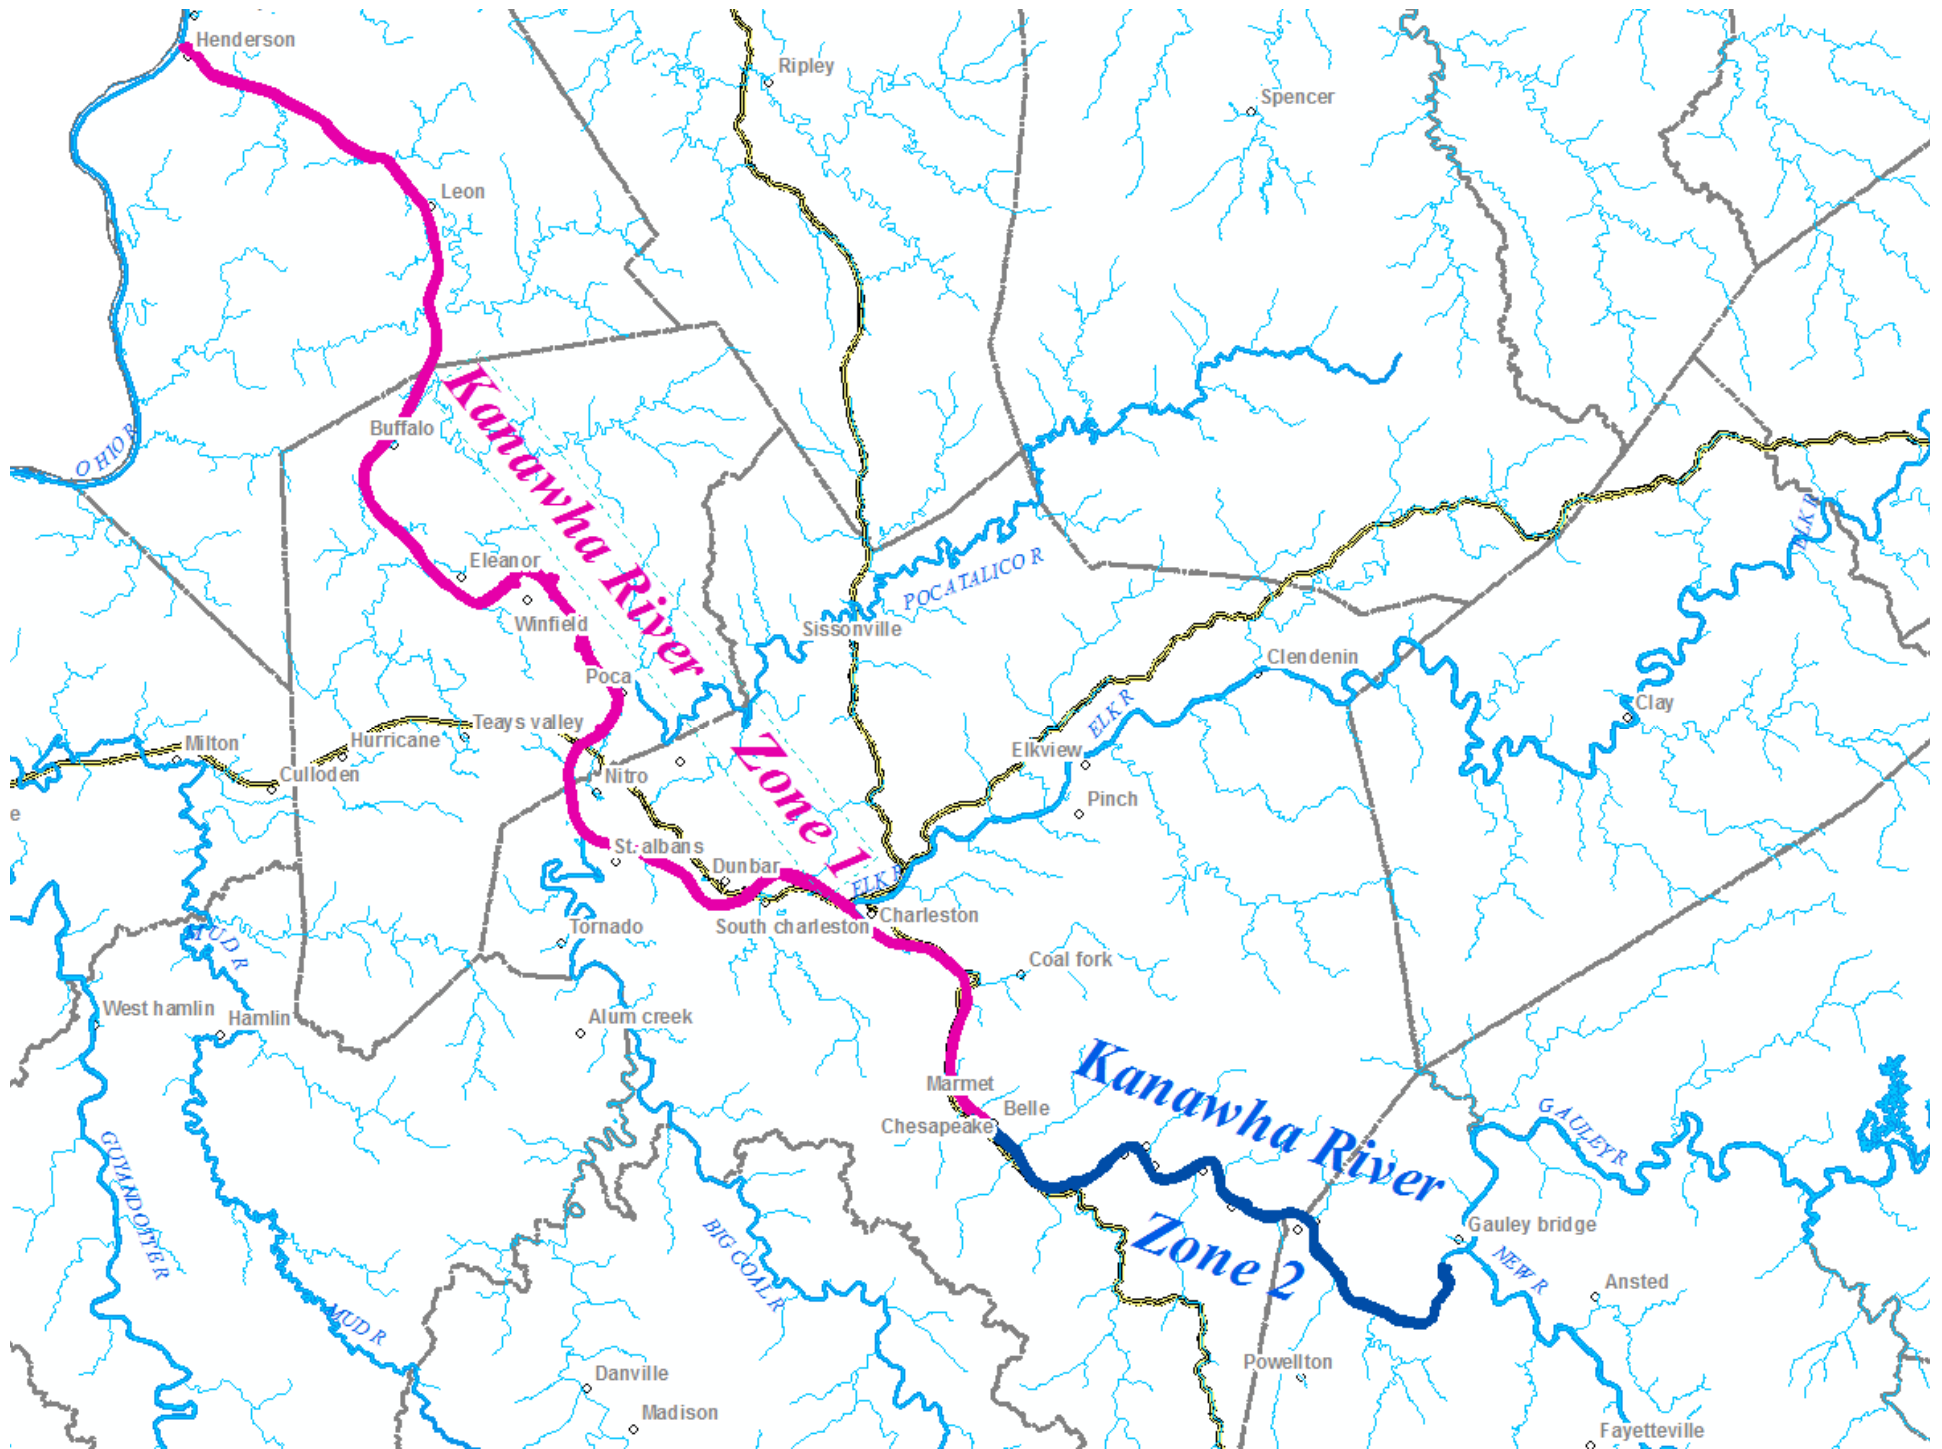 Henderson
Ripley
Spencer
Leon
Kanawha River
Zone 1
Buffalo
OHIO R
ELK R
Eleanor
POCATALICO R
Winfield
Sissonville
Clendenin
Poca
ELK R
Clay
Teays valley
Milton
Hurricane
Elkview
Culloden
Nitro
Pinch
e
St. albans
Dunbar
ELK R
Charleston
South charleston
Tornado
MUD R
Coal fork
West hamlin
Hamlin
Alum creek
Kanawha River
Zone 2
Marmet
Belle
Chesapeake
GAULEY R
GUYANDOTTE R
BIG COAL R
Gauley bridge
NEW R
Ansted
MUD R
Powellton
Danville
Madison
Fayetteville